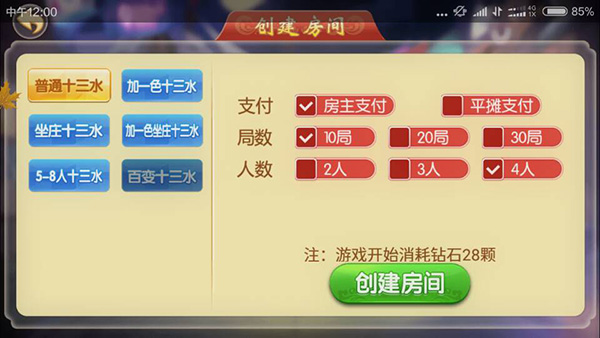 中午12:00
4G
1X
85%
创建房间
普通十三水
加一色十三水
坐庄十三水
加一色坐庄十三水
5-8人十三水
百变十三水
支付
房主支付
平摊支付
局数
10局
20局
30局
人数
2人
3人
4人
注：游戏开始消耗钻石28颗
创建房间